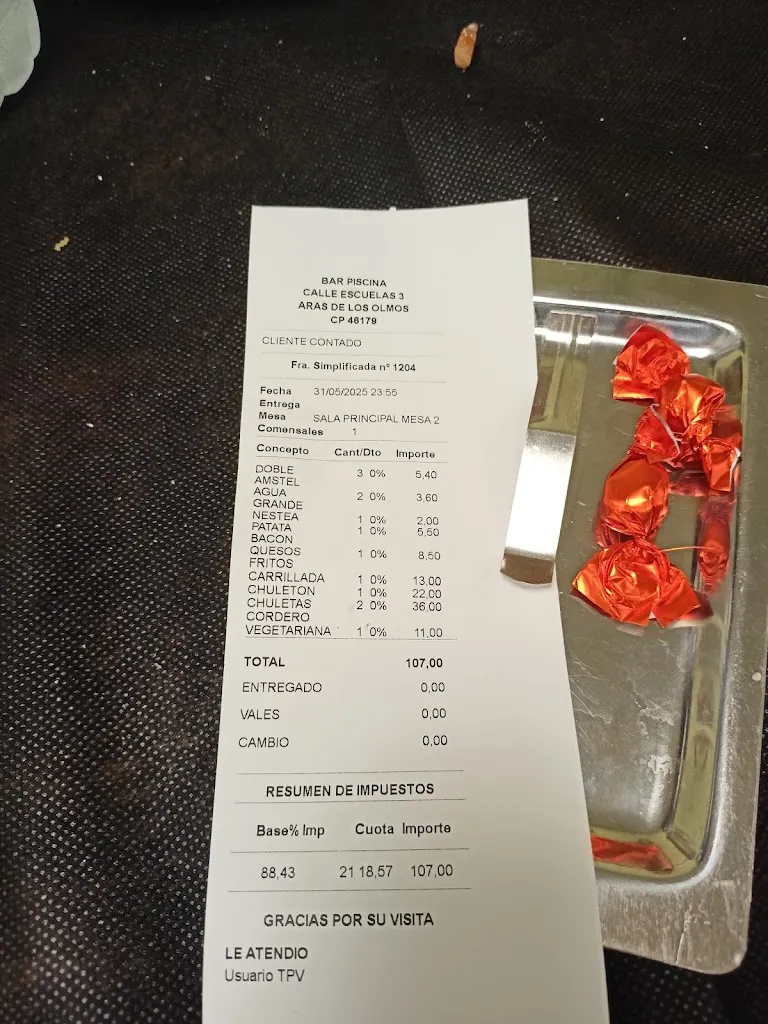 BAR PISCINA
CALLE ESCUELAS 3
ARAS DE LOS OLMOS
CP 46179
CLIENTE CONTADO
Fra. Simplificada nº 1204
Fecha 31/05/2025 23:55
Entrega
Mesa SALA PRINCIPAL MESA 2
Comensales 1
Concepto Cant/Dto Importe
DOBLE 3 0% 5,40
AMSTEL
AGUA 2 0% 3,60
GRANDE
NESTEA 1 0% 2,00
PATATA 1 0% 5,50
BACON
QUESOS 1 0% 8,50
FRITOS
CARRILLADA 1 0% 13,00
CHULETON 1 0% 22,00
CHULETAS 2 0% 36,00
CORDERO
VEGETARIANA 1 0% 11,00
TOTAL 107,00
ENTREGADO 0,00
VALES 0,00
CAMBIO 0,00
RESUMEN DE IMPUESTOS
Base% Imp Cuota Importe
88,43 21 18,57 107,00
GRACIAS POR SU VISITA
LE ATENDIO
Usuario TPV